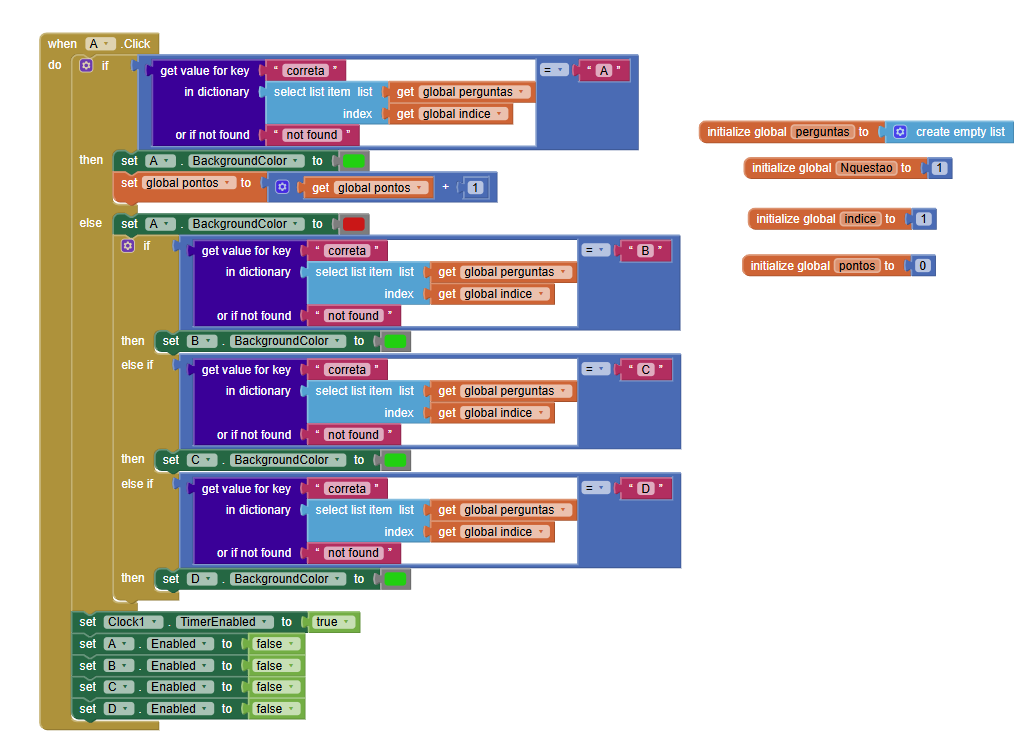 when A .Click
do if get value for key " correta " = " A "
in dictionary select list item list get global perguntas
index get global indice
or if not found " not found "
then set A . BackgroundColor to
set global pontos to get global pontos + 1
else set A . BackgroundColor to
if get value for key " correta " = " B "
in dictionary select list item list get global perguntas
index get global indice
or if not found " not found "
then set B . BackgroundColor to
else if get value for key " correta " = " C "
in dictionary select list item list get global perguntas
index get global indice
or if not found " not found "
then set C . BackgroundColor to
else if get value for key " correta " = " D "
in dictionary select list item list get global perguntas
index get global indice
or if not found " not found "
then set D . BackgroundColor to
set Clock1 . TimerEnabled to true
set A . Enabled to false
set B . Enabled to false
set C . Enabled to false
set D . Enabled to false
initialize global perguntas to create empty list
initialize global Nquestao to 1
initialize global indice to 1
initialize global pontos to 0